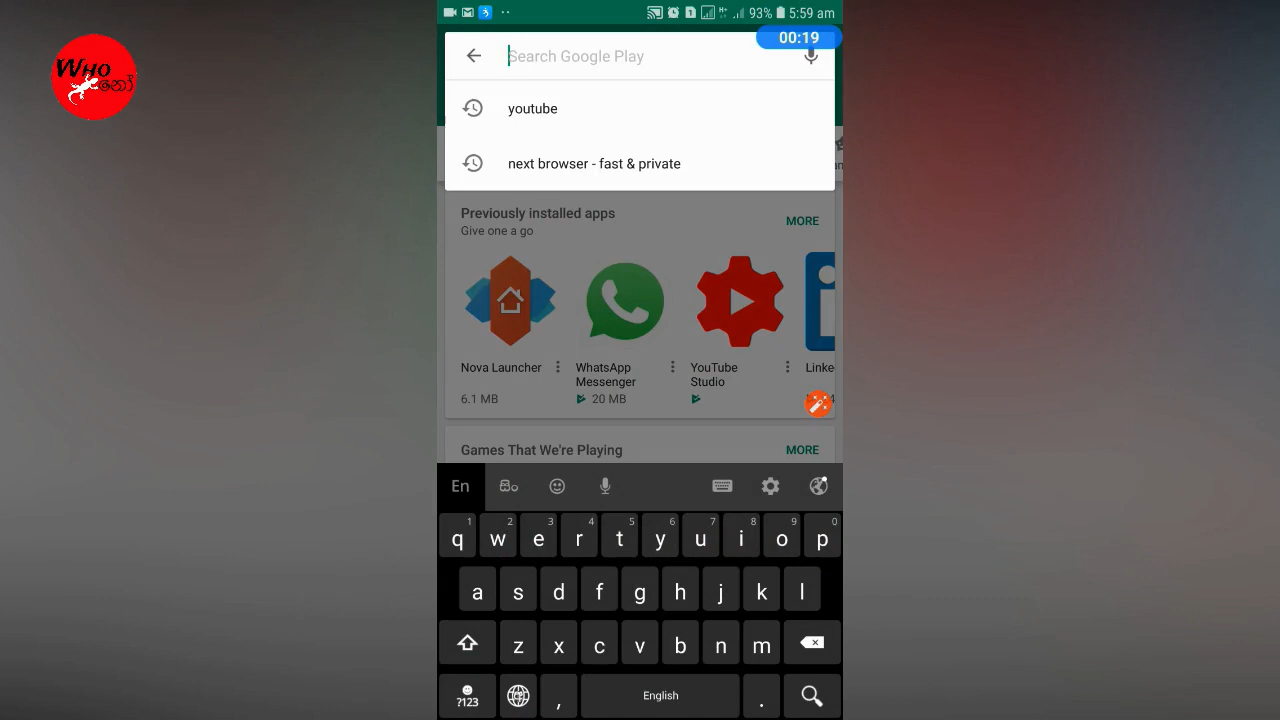 WHO
නෝ
93% 5:59 am
00:19
Search Google Play
youtube
next browser - fast & private
Previously installed apps
MORE
Give one a go
Nova Launcher
WhatsApp
Messenger
YouTube
Studio
Linke
6.1 MB
20 MB
Games That We're Playing
MORE
En
1 2 3 4 5 6 7 8 9 0
q w e r t y u i o p
a s d f g h j k l
z x c v b n m
?123 , English .